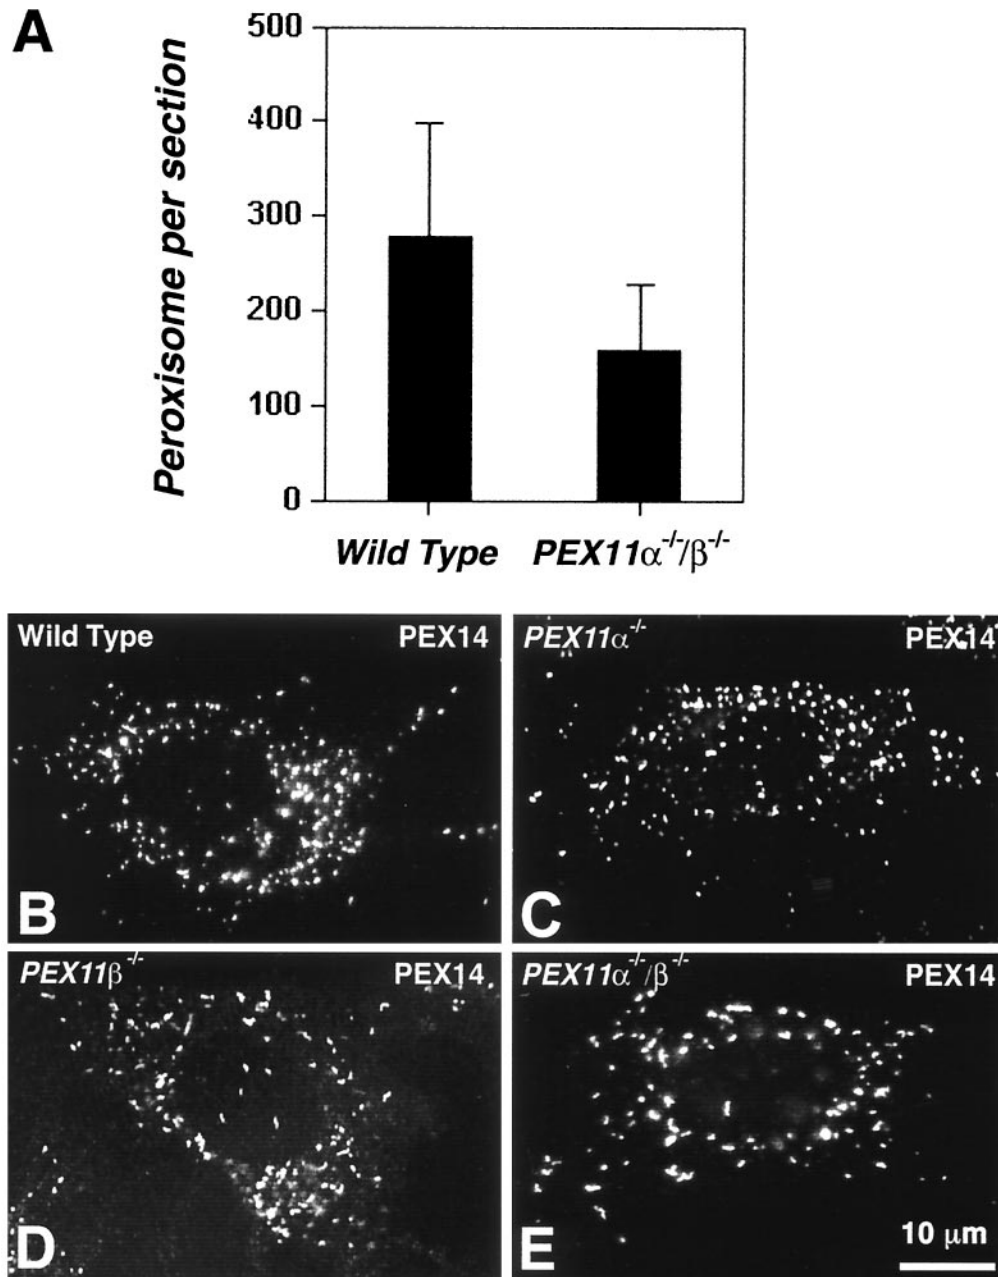 A
Peroxisome per section
500
400
300
200
100
0
Wild Type PEX11α⁻/⁻/β⁻/⁻
Wild Type PEX14
B
PEX11α⁻/⁻ PEX14
C
PEX11β⁻/⁻ PEX14
D
PEX11α⁻/⁻/β⁻/⁻ PEX14
10 μm
E